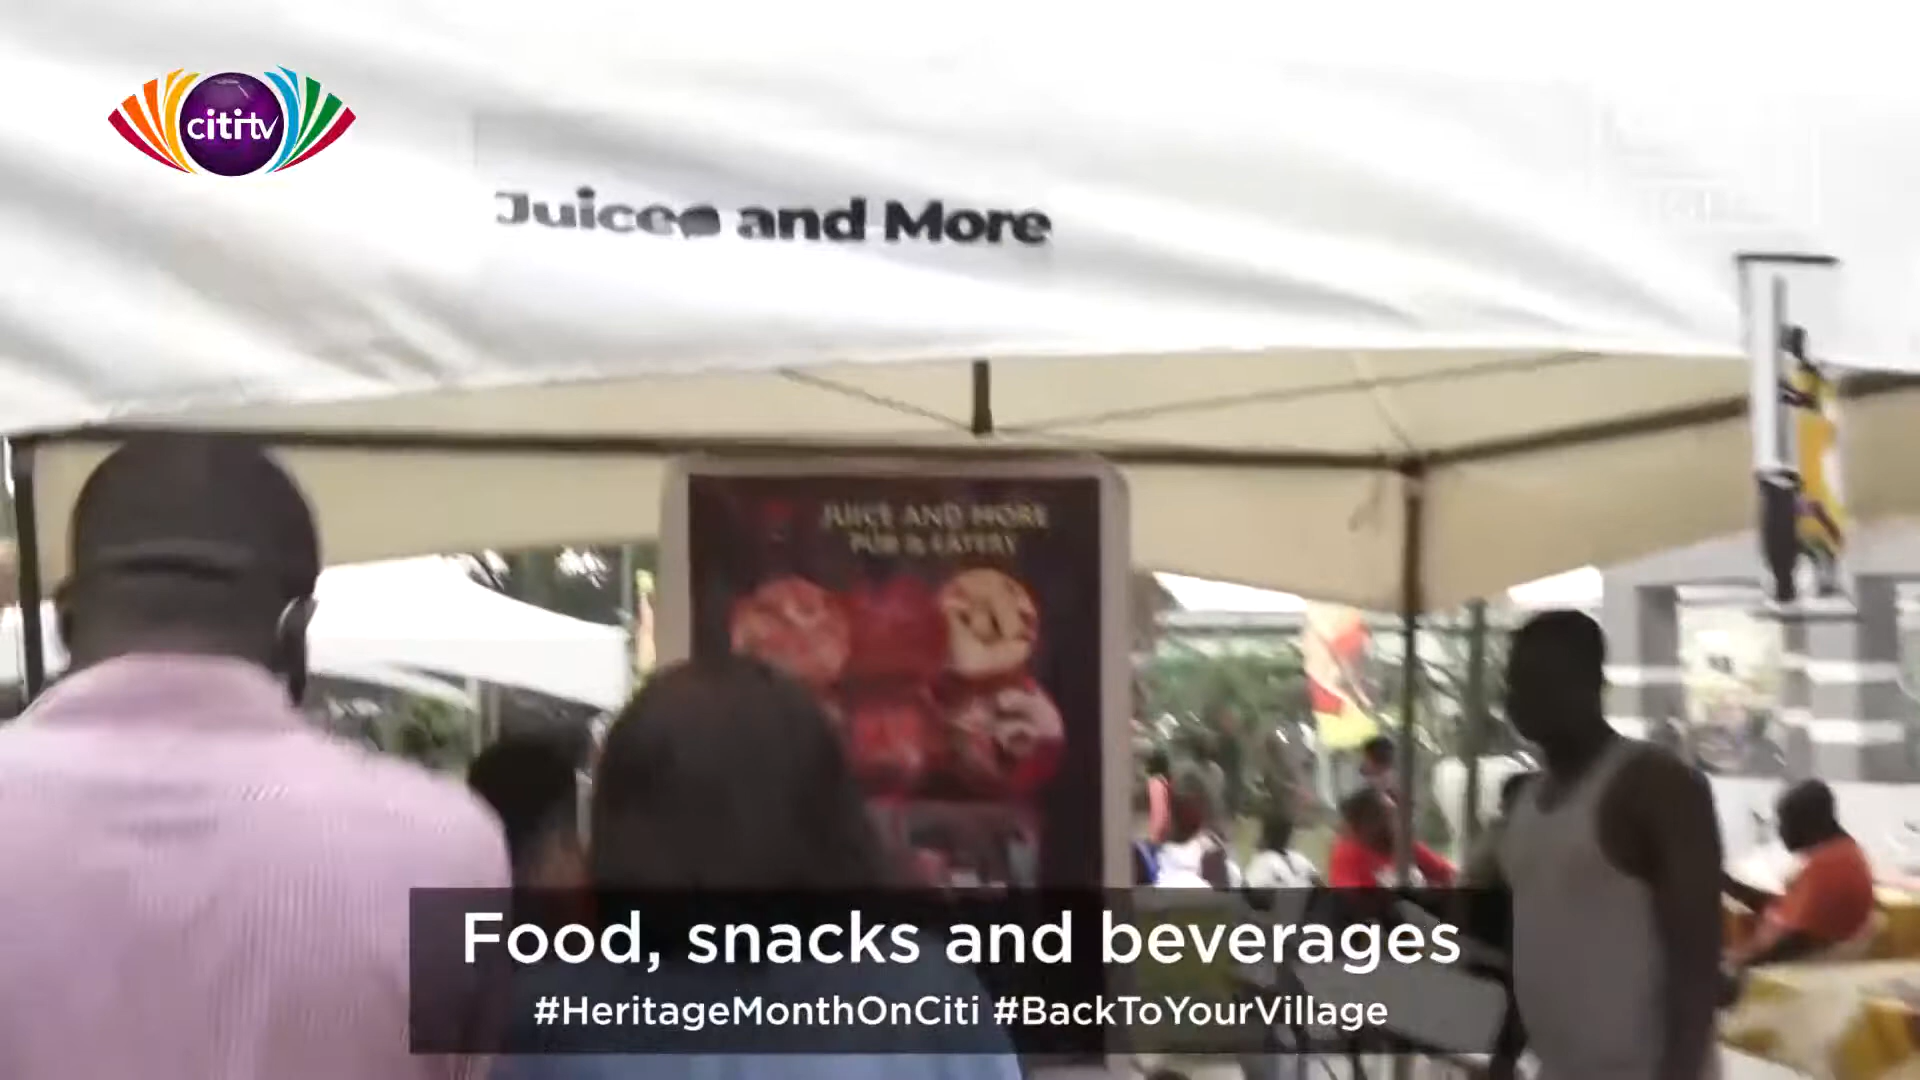 citi tv
Juices and More
JUICE AND MORE
PUB & EATERY
Food, snacks and beverages
#HeritageMonthOnCiti #BackToYourVillage